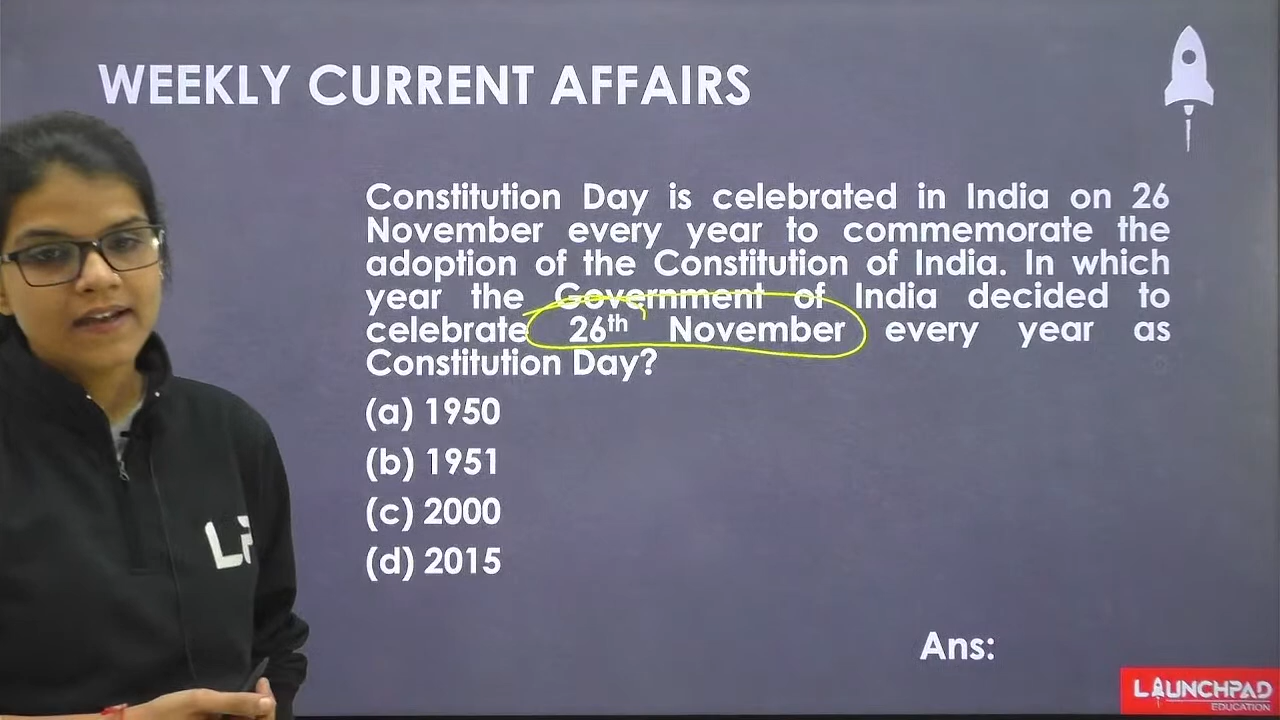 WEEKLY CURRENT AFFAIRS
Constitution Day is celebrated in India on 26
November every year to commemorate the
adoption of the Constitution of India. In which
year the Government of India decided to
celebrate 26th November every year as
Constitution Day?
(a) 1950
(b) 1951
(c) 2000
(d) 2015
Ans:
LAUNCHPAD
EDUCATION